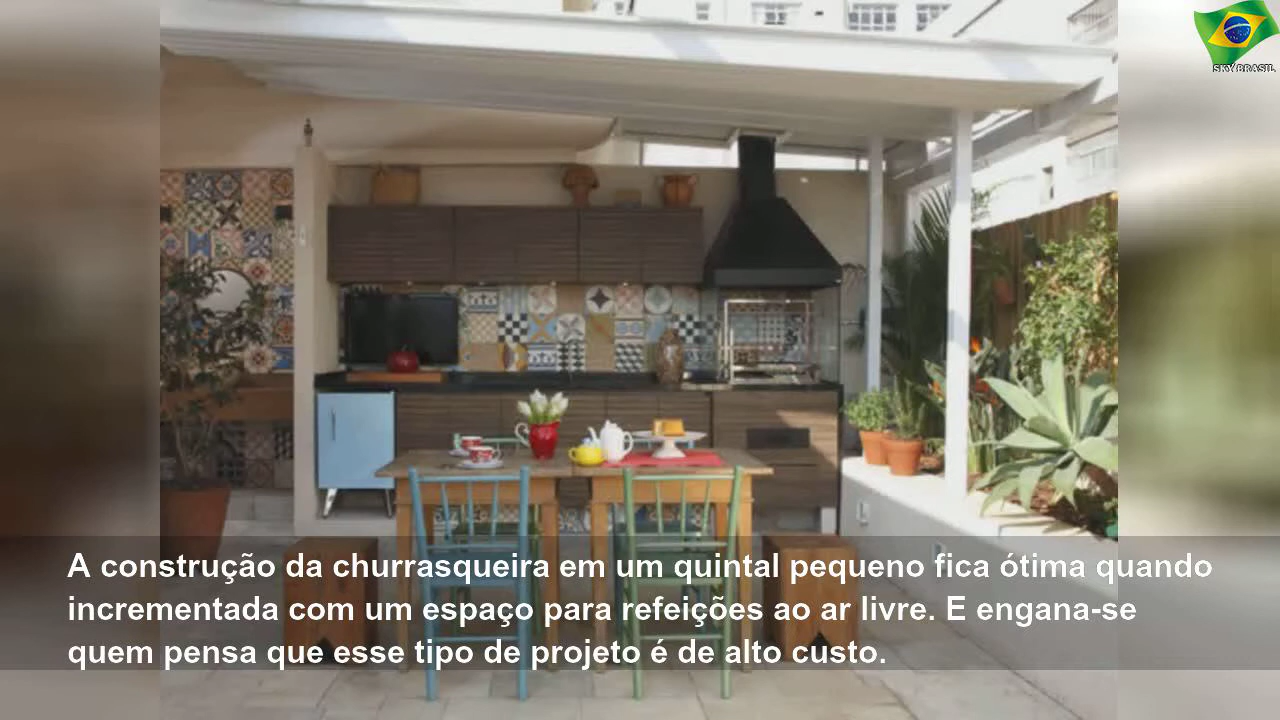 SKY BRASIL
A construção da churrasqueira em um quintal pequeno fica ótima quando
incrementada com um espaço para refeições ao ar livre. E engana-se
quem pensa que esse tipo de projeto é de alto custo.